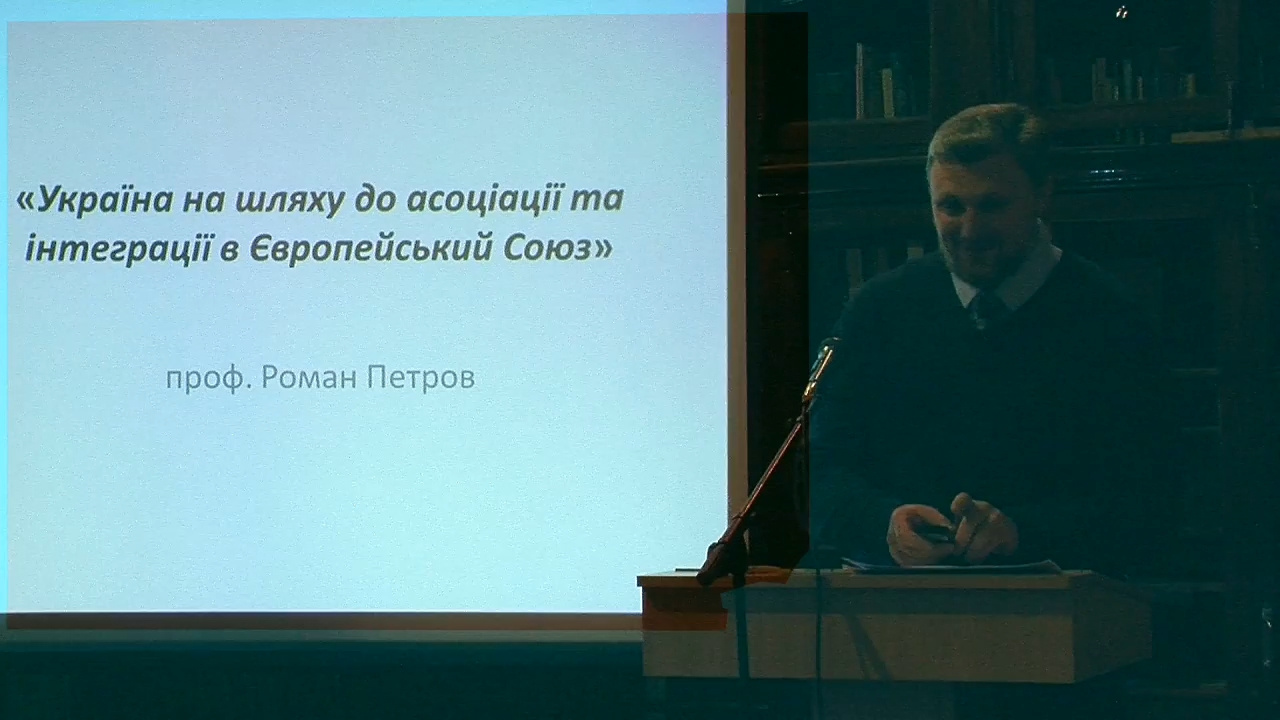 «Україна на шляху до асоціації та
інтеграції в Європейський Союз»
проф. Роман Петров